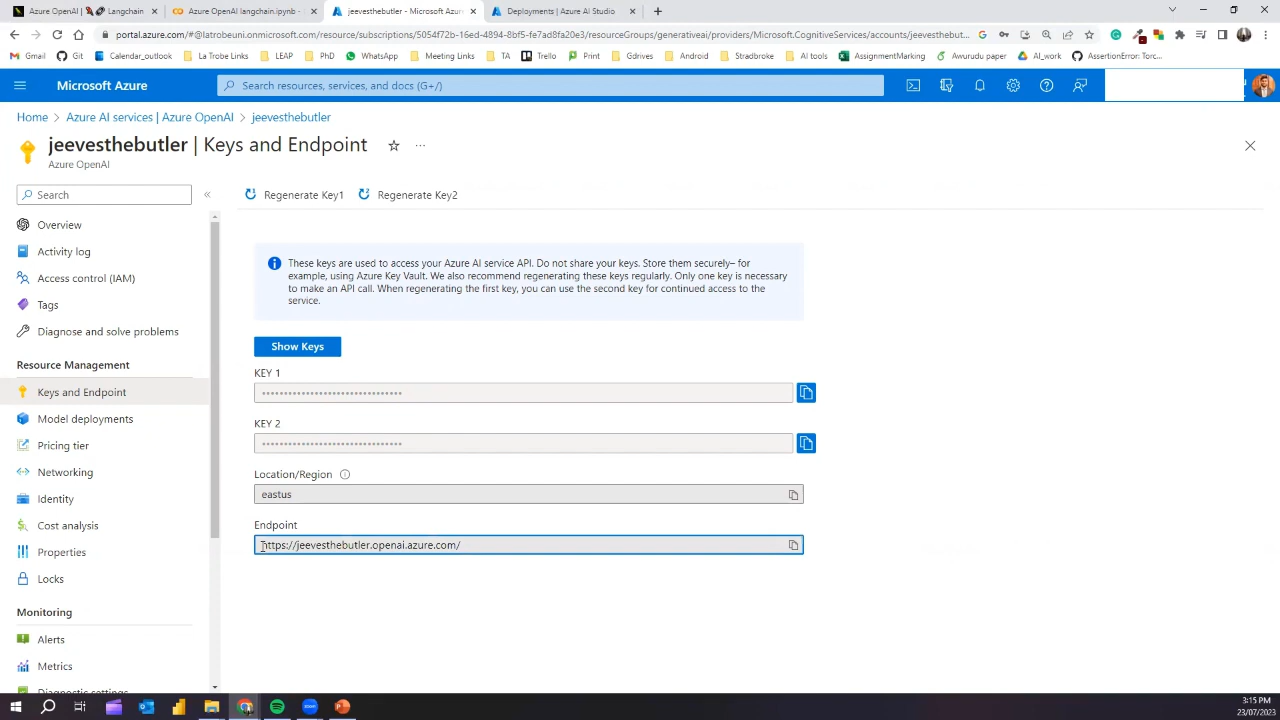 Azure OpenAI Langchain
Azure OpenAI langchain.ipynb -
jeevesthebutler - Microsoft Azure
Deployments | Azure AI Studio
portal.azure.com/#@latrobeuni.onmicrosoft.com/resource/subscriptions/5054f72b-16ed-4894-8bf5-fe7ad8fa20e3/resourceGroups/generativeai/providers/Microsoft.CognitiveServices/accounts/jeevesthebut...
Gmail Git Calendar_outlook La Trobe Links LEAP PhD WhatsApp Meeting Links TA Trello Print Gdrives Android Stradbroke AI tools AssignmentMarking Awurudu paper AI_work AssertionError: Torc...
Microsoft Azure
Search resources, services, and docs (G+/)
Home > Azure AI services | Azure OpenAI > jeevesthebutler
jeevesthebutler | Keys and Endpoint
Azure OpenAI
Search
Regenerate Key1 Regenerate Key2
Overview
Activity log
Access control (IAM)
Tags
Diagnose and solve problems
Resource Management
Keys and Endpoint
Model deployments
Pricing tier
Networking
Identity
Cost analysis
Properties
Locks
Monitoring
Alerts
Metrics
Diagnostic settings
These keys are used to access your Azure AI service API. Do not share your keys. Store them securely– for
example, using Azure Key Vault. We also recommend regenerating these keys regularly. Only one key is necessary
to make an API call. When regenerating the first key, you can use the second key for continued access to the
service.
Show Keys
KEY 1
••••••••••••••••••••••••••••••••
KEY 2
••••••••••••••••••••••••••••••••
Location/Region
eastus
Endpoint
https://jeevesthebutler.openai.azure.com/
3:15 PM
23/07/2023